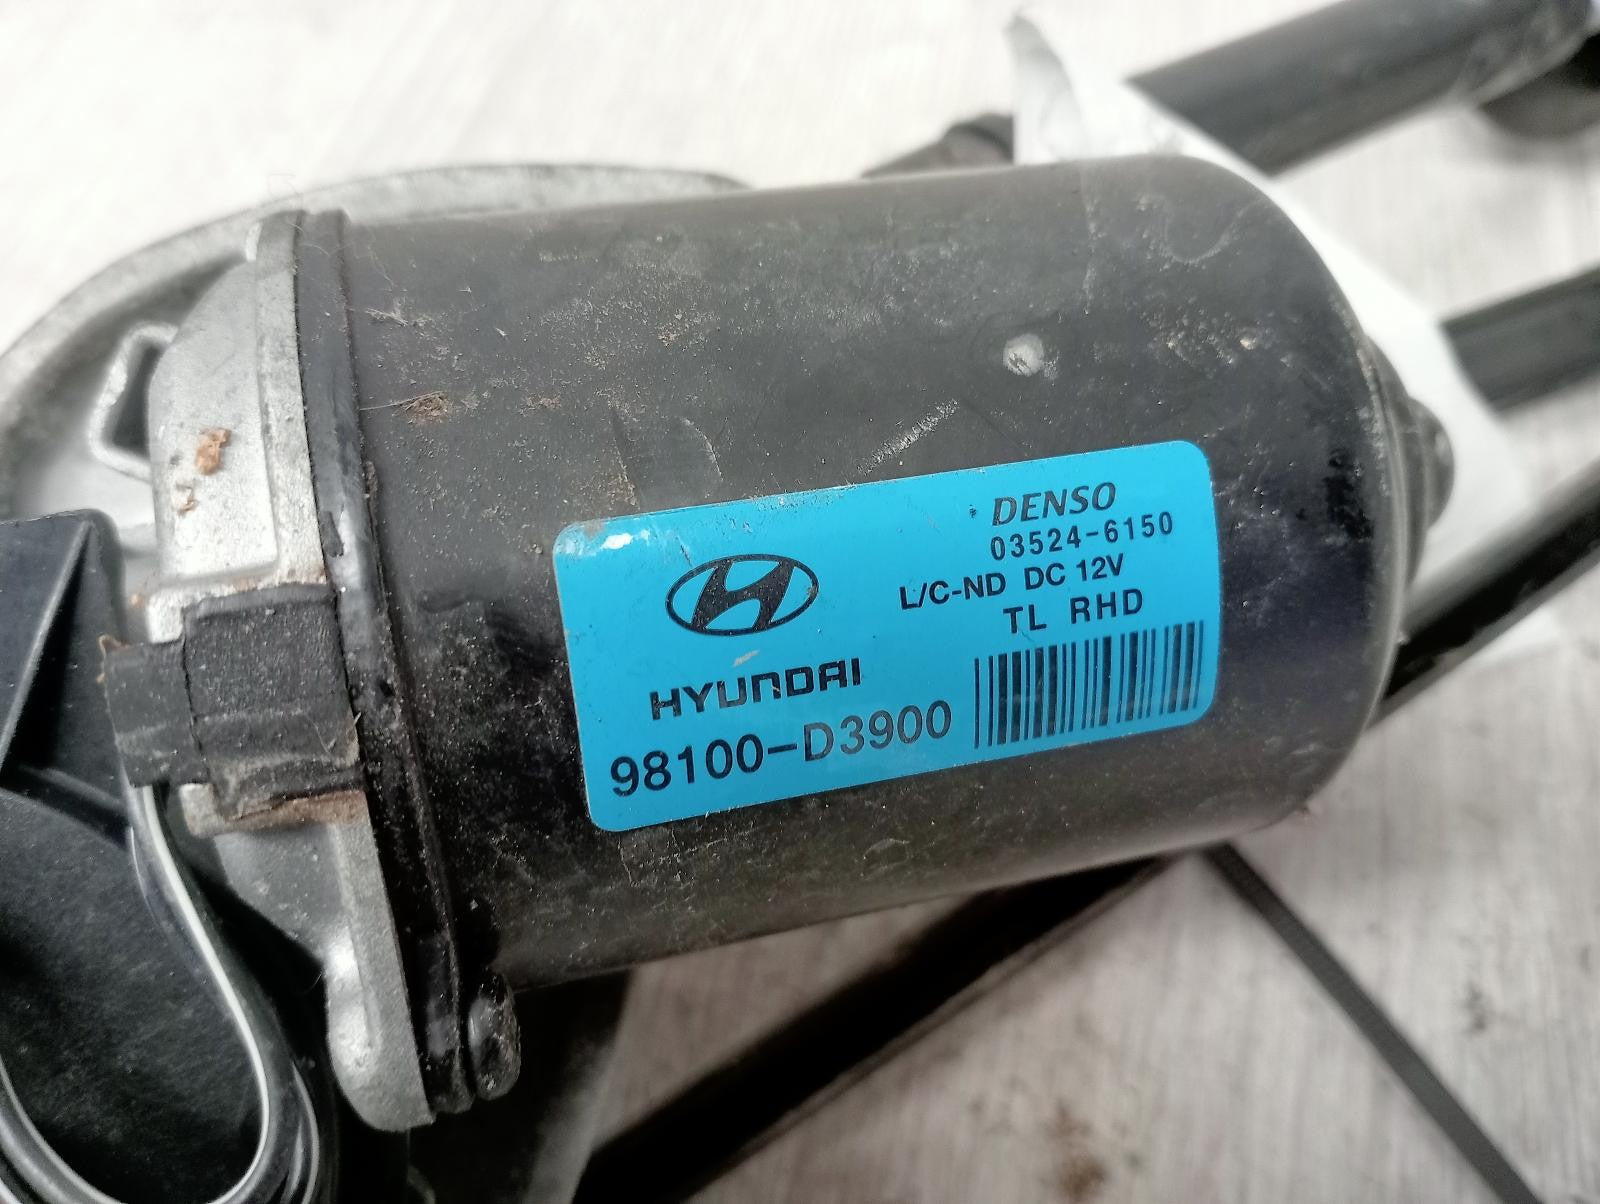 DENSO
03524-6150
L/C-ND DC 12V
TL RHD
HYUNDAI
98100-D3900